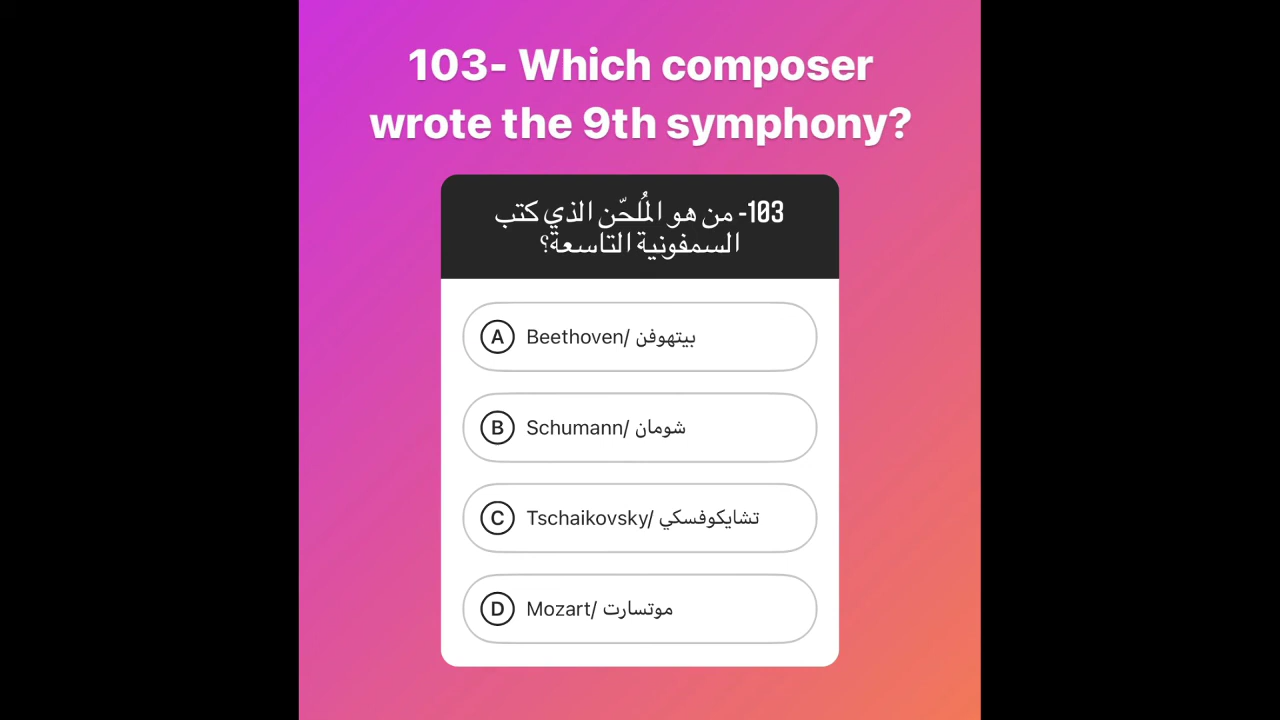 103- Which composer
wrote the 9th symphony?
103- من هو المُلحّن الذي كتب
السمفونية التاسعة؟
A Beethoven/ بيتهوفن
B Schumann/ شومان
C Tschaikovsky/ تشايكوفسكي
D Mozart/ موتسارت